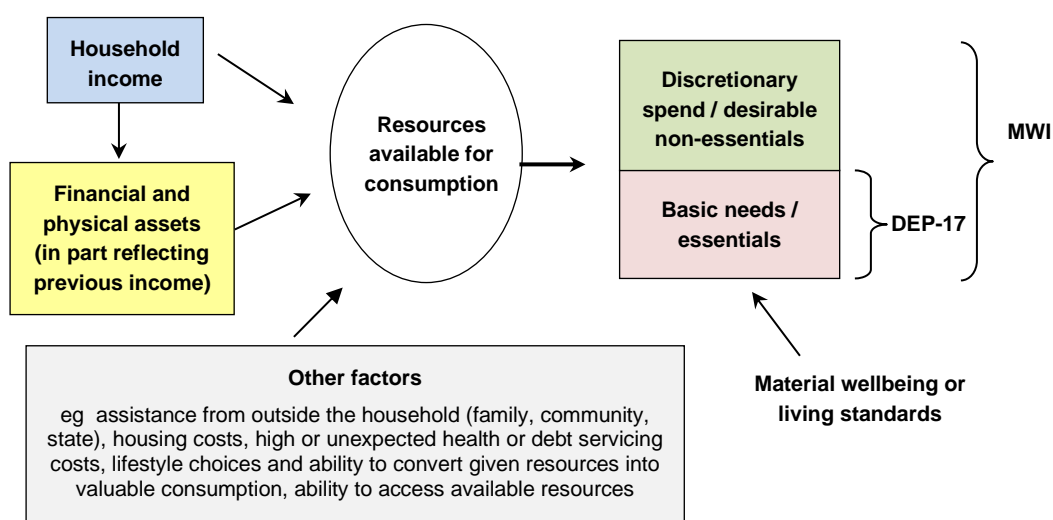 Household
income
Financial and
physical assets
(in part reflecting
previous income)
Resources
available for
consumption
Discretionary
spend / desirable
non-essentials
Basic needs /
essentials
DEP-17
MWI
Other factors
eg assistance from outside the household (family, community,
state), housing costs, high or unexpected health or debt servicing
costs, lifestyle choices and ability to convert given resources into
valuable consumption, ability to access available resources
Material wellbeing or
living standards